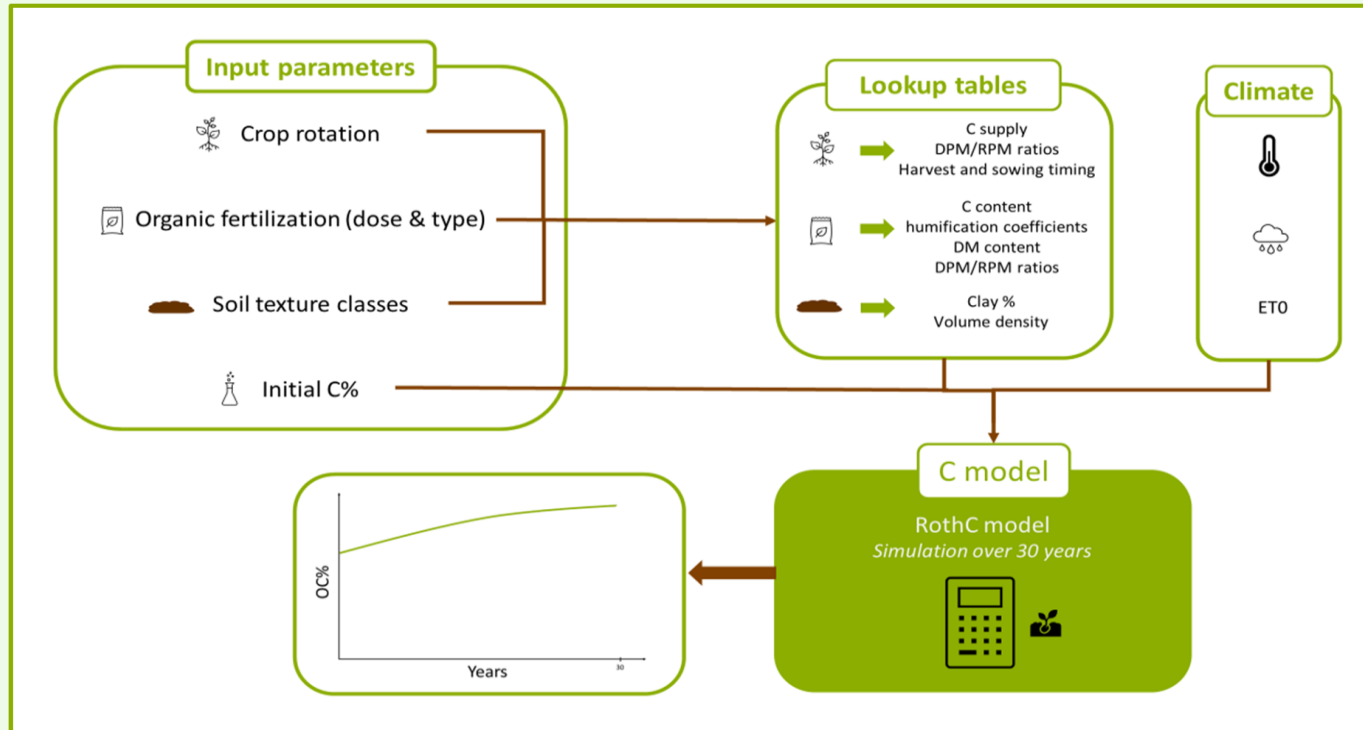 Input parameters
Crop rotation
Organic fertilization (dose & type)
Soil texture classes
Initial C%
Lookup tables
C supply
DPM/RPM ratios
Harvest and sowing timing
C content
humification coefficients
DM content
DPM/RPM ratios
Clay %
Volume density
Climate
ET0
C model
RothC model
Simulation over 30 years
OC%
Years
30